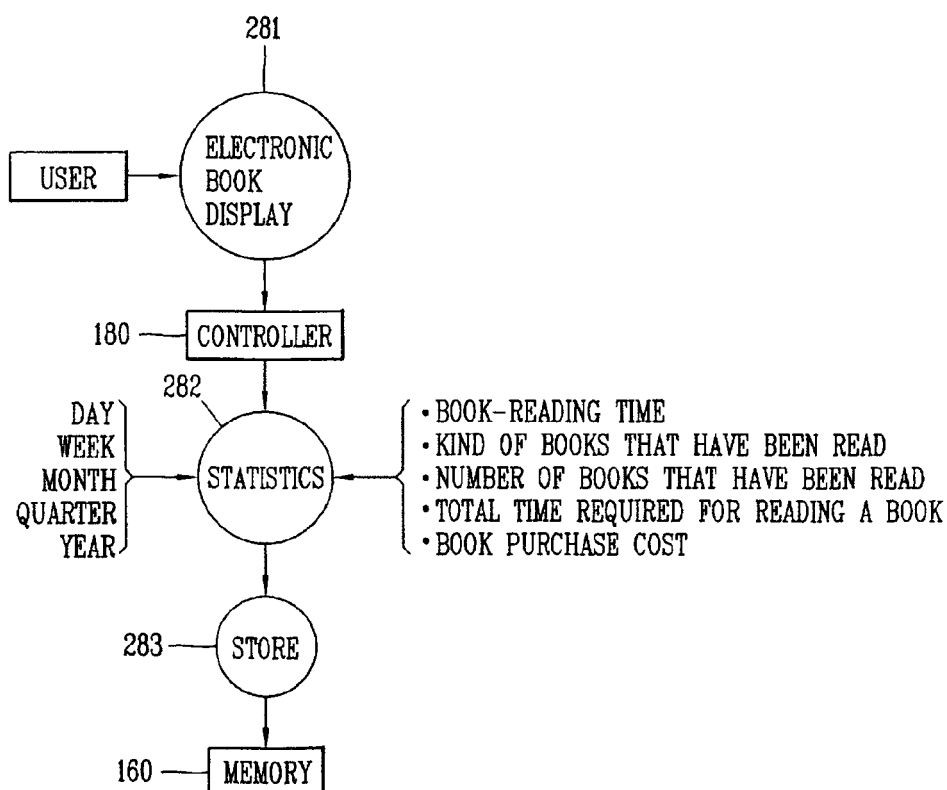 281
ELECTRONIC
BOOK
DISPLAY
USER
180
CONTROLLER
282
DAY
WEEK
MONTH
QUARTER
YEAR
STATISTICS
•BOOK-READING TIME
•KIND OF BOOKS THAT HAVE BEEN READ
•NUMBER OF BOOKS THAT HAVE BEEN READ
•TOTAL TIME REQUIRED FOR READING A BOOK
•BOOK PURCHASE COST
283
STORE
160
MEMORY